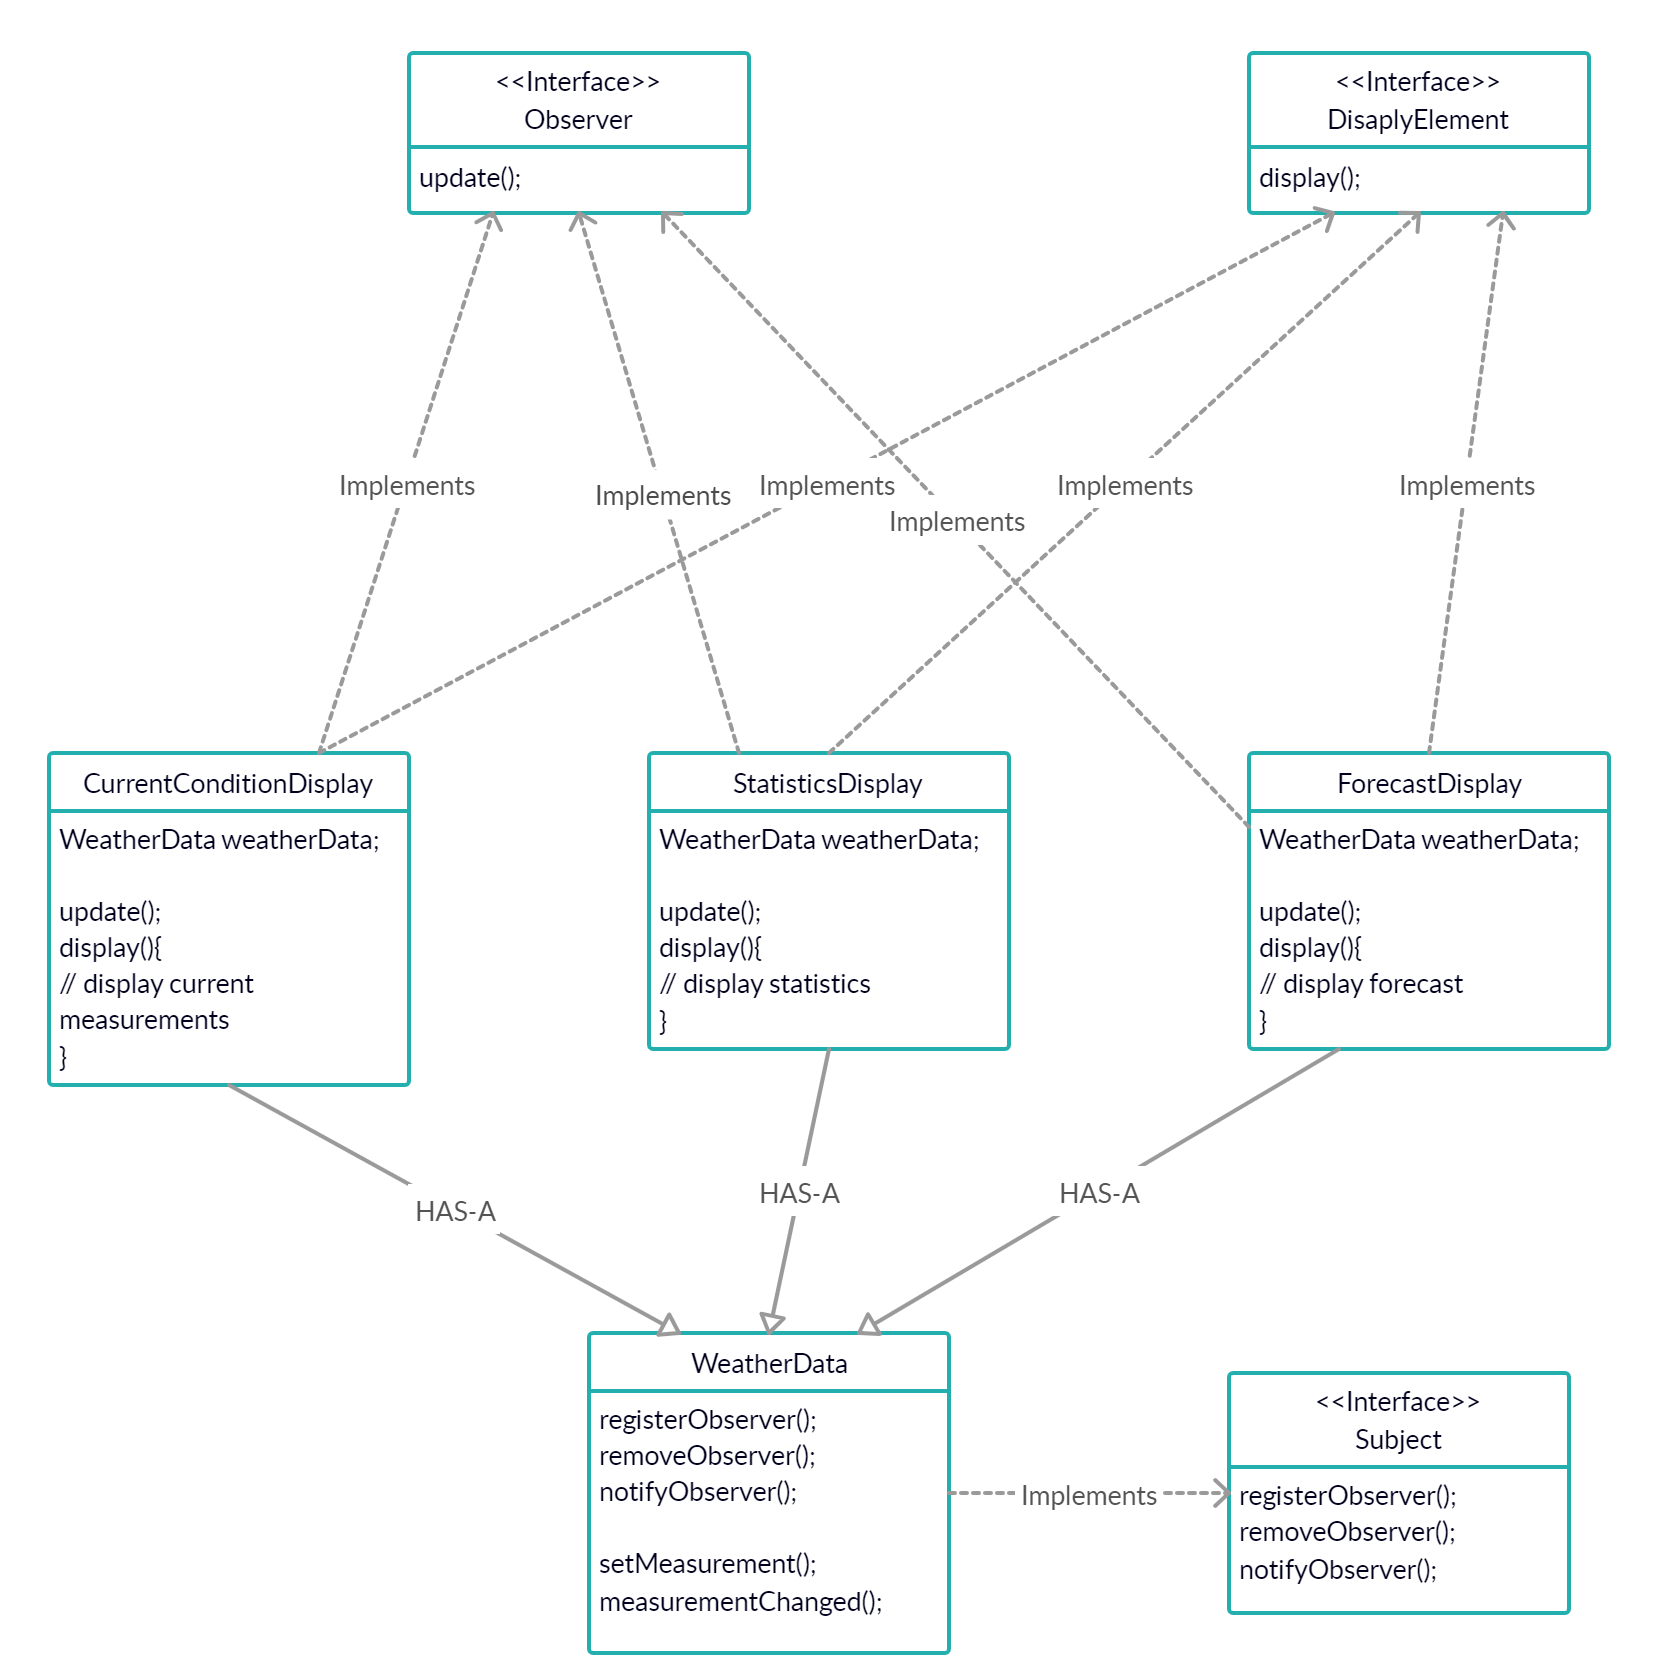 <<Interface>>
Observer
update();
<<Interface>>
DisaplyElement
display();
Implements
Implements
Implements
Implements
Implements
Implements
CurrentConditionDisplay
WeatherData weatherData;
update();
display(){
// display current
measurements
}
StatisticsDisplay
WeatherData weatherData;
update();
display(){
// display statistics
}
ForecastDisplay
WeatherData weatherData;
update();
display(){
// display forecast
}
HAS-A
HAS-A
HAS-A
WeatherData
registerObserver();
removeObserver();
notifyObserver();
setMeasurement();
measurementChanged();
Implements
<<Interface>>
Subject
registerObserver();
removeObserver();
notifyObserver();